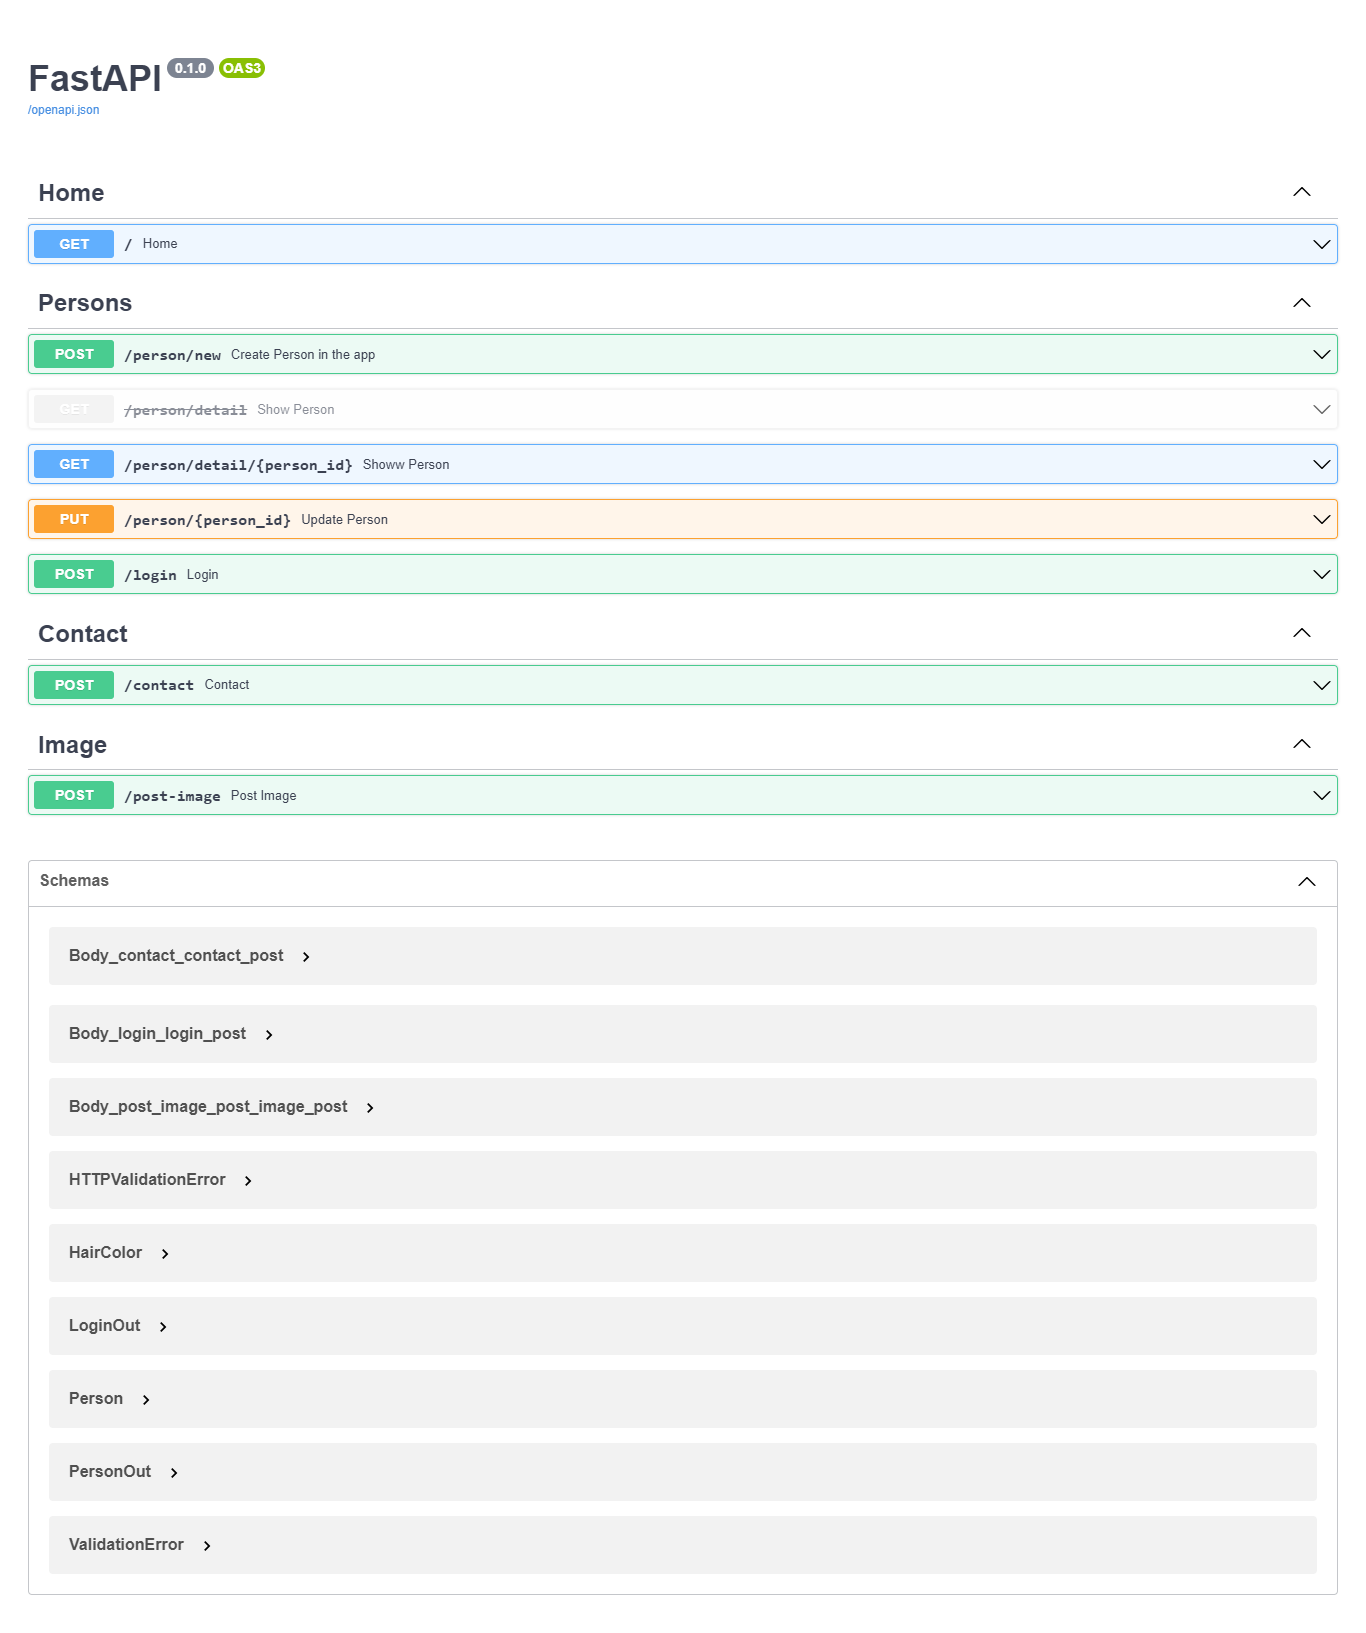 FastAPI 0.1.0 OAS3
/openapi.json
Home
GET / Home
Persons
POST /person/new Create Person in the app
GET /person/detail Show Person
GET /person/detail/{person_id} Showw Person
PUT /person/{person_id} Update Person
POST /login Login
Contact
POST /contact Contact
Image
POST /post-image Post Image
Schemas
Body_contact_contact_post
Body_login_login_post
Body_post_image_post_image_post
HTTPValidationError
HairColor
LoginOut
Person
PersonOut
ValidationError